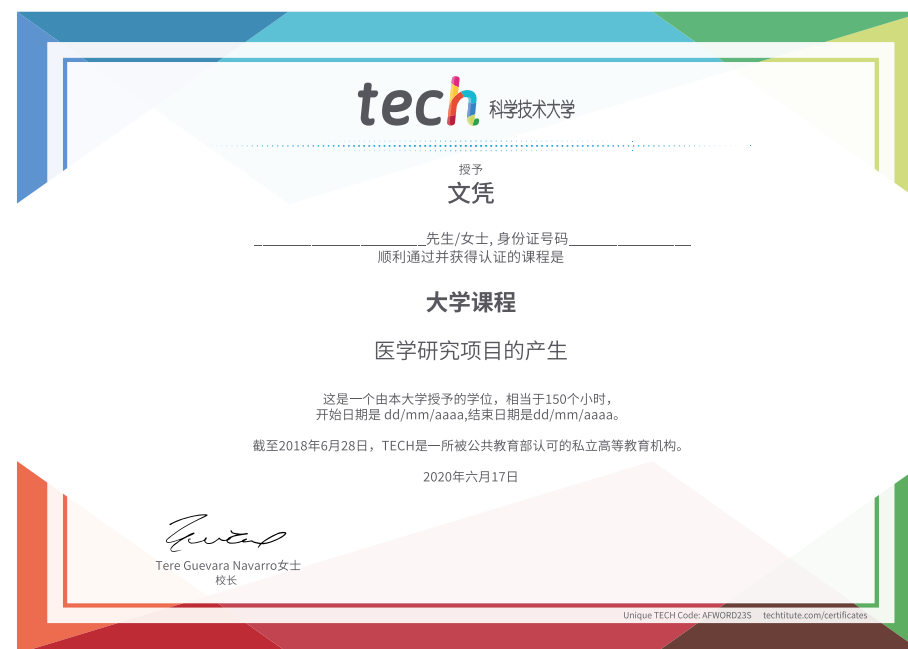 tech 科学技术大学
授予
文凭
______________________先生/女士, 身份证号码________________
顺利通过并获得认证的课程是
大学课程
医学研究项目的产生
这是一个由本大学授予的学位，相当于150个小时，
开始日期是 dd/mm/aaaa,结束日期是dd/mm/aaaa。
截至2018年6月28日，TECH是一所被公共教育部认可的私立高等教育机构。
2020年六月17日
Tere Guevara Navarro女士
校长
Unique TECH Code: AFWORD23S techtitute.com/certificates